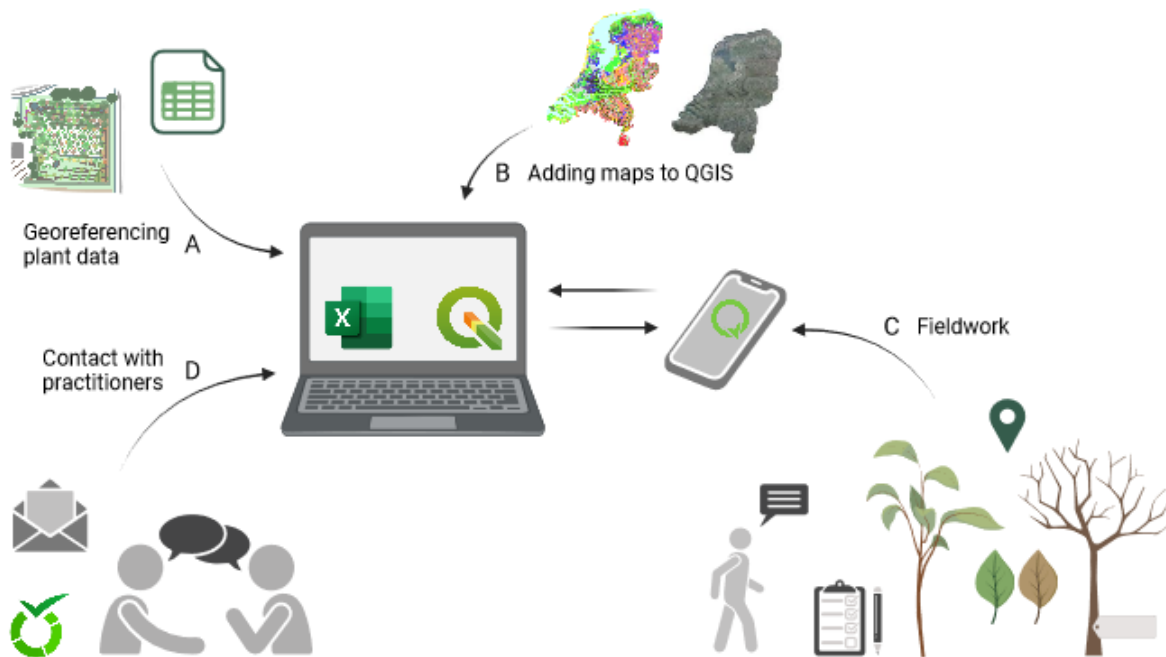 B Adding maps to QGIS
Georeferencing
plant data
A
X
C Fieldwork
Contact with
practitioners
D